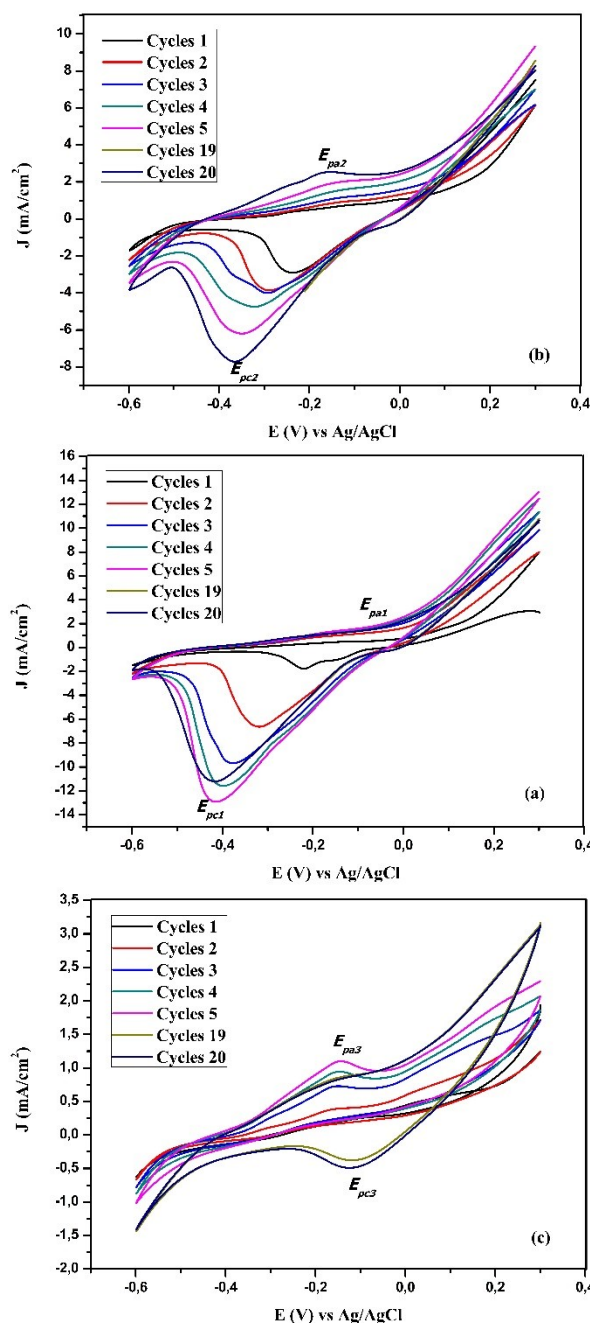 10
8
6
4
2
0
-2
-4
-6
-8
J (mA/cm²)
Cycles 1
Cycles 2
Cycles 3
Cycles 4
Cycles 5
Cycles 19
Cycles 20
Epa2
Epc2
(b)
-0,6 -0,4 -0,2 0,0 0,2 0,4
E (V) vs Ag/AgCl
16
14
12
10
8
6
4
2
0
-2
-4
-6
-8
-10
-12
-14
J (mA/cm²)
Cycles 1
Cycles 2
Cycles 3
Cycles 4
Cycles 5
Cycles 19
Cycles 20
Epa1
Epc1
(a)
-0,6 -0,4 -0,2 0,0 0,2 0,4
E (V) vs Ag/AgCl
3,5
3,0
2,5
2,0
1,5
1,0
0,5
0,0
-0,5
-1,0
-1,5
-2,0
J (mA/cm²)
Cycles 1
Cycles 2
Cycles 3
Cycles 4
Cycles 5
Cycles 19
Cycles 20
Epa3
Epc3
(c)
-0,6 -0,4 -0,2 0,0 0,2 0,4
E (V) vs Ag/AgCl